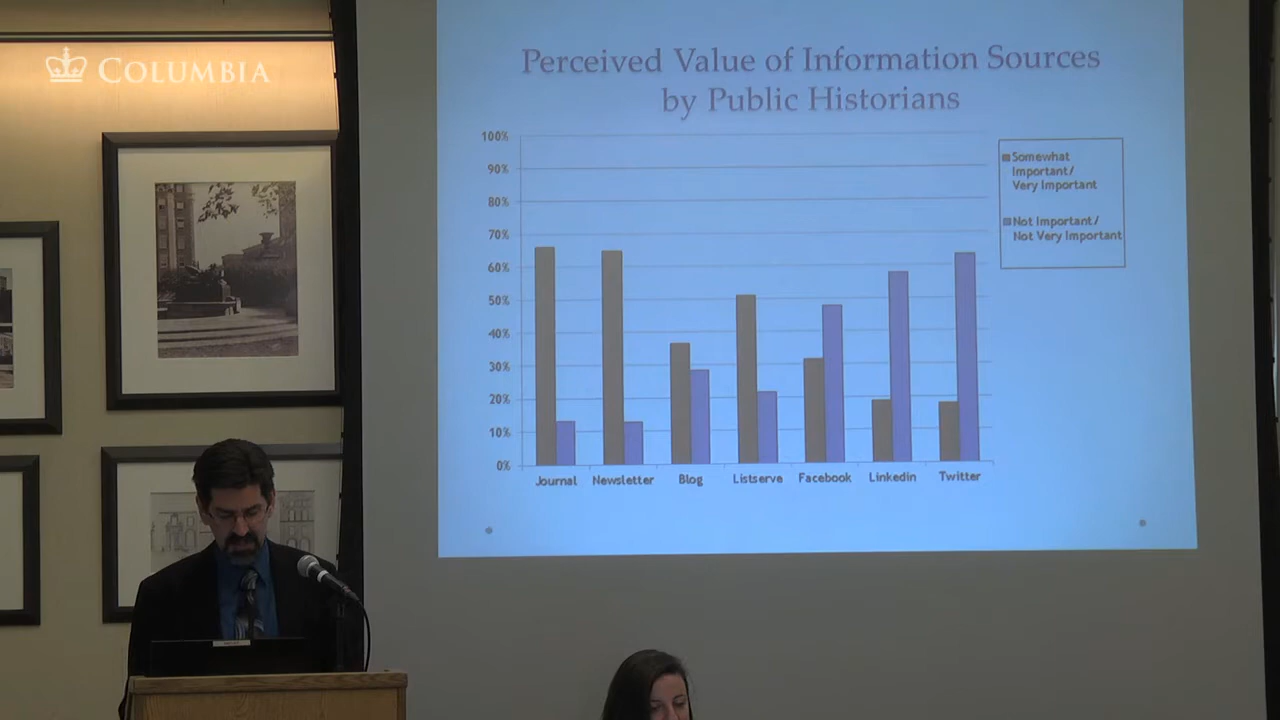 COLUMBIA
Perceived Value of Information Sources
by Public Historians
100%
90%
80%
70%
60%
50%
40%
30%
20%
10%
0%
Journal
Newsletter
Blog
Listserve
Facebook
Linkedin
Twitter
Somewhat
Important/
Very Important
Not Important/
Not Very Important